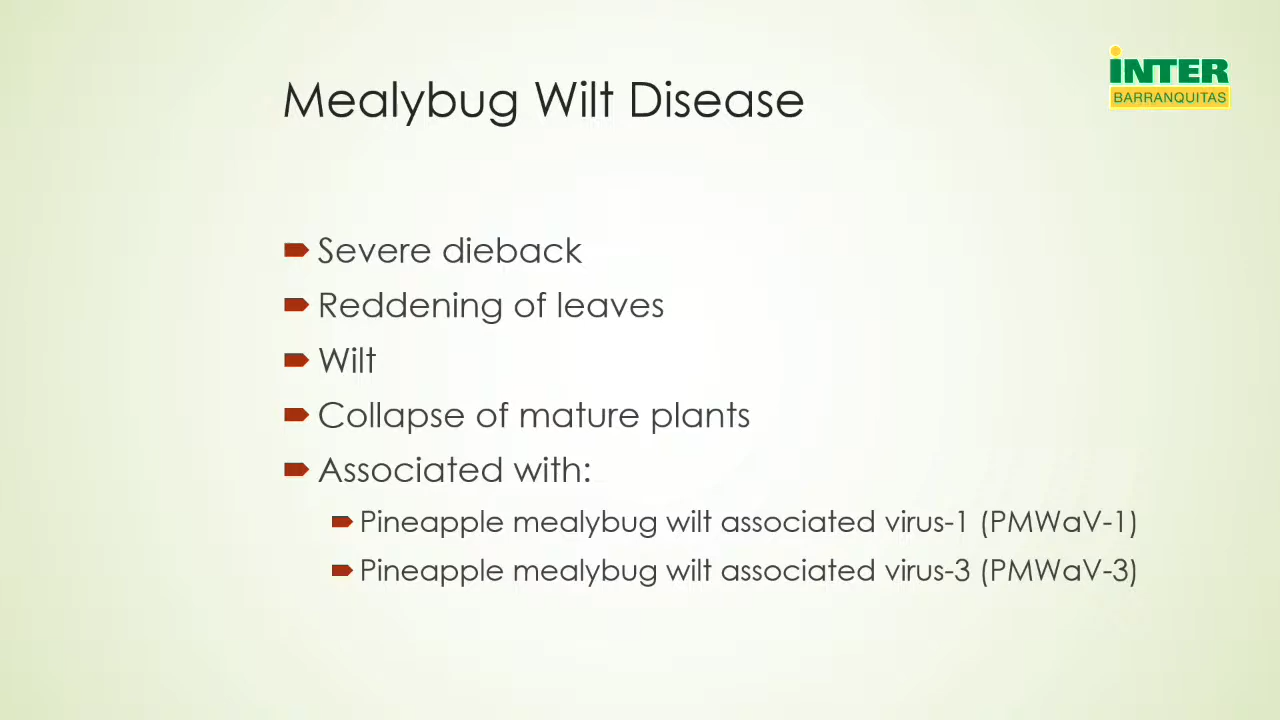 Mealybug Wilt Disease
INTER
BARRANQUITAS
Severe dieback
Reddening of leaves
Wilt
Collapse of mature plants
Associated with:
Pineapple mealybug wilt associated virus-1 (PMWaV-1)
Pineapple mealybug wilt associated virus-3 (PMWaV-3)